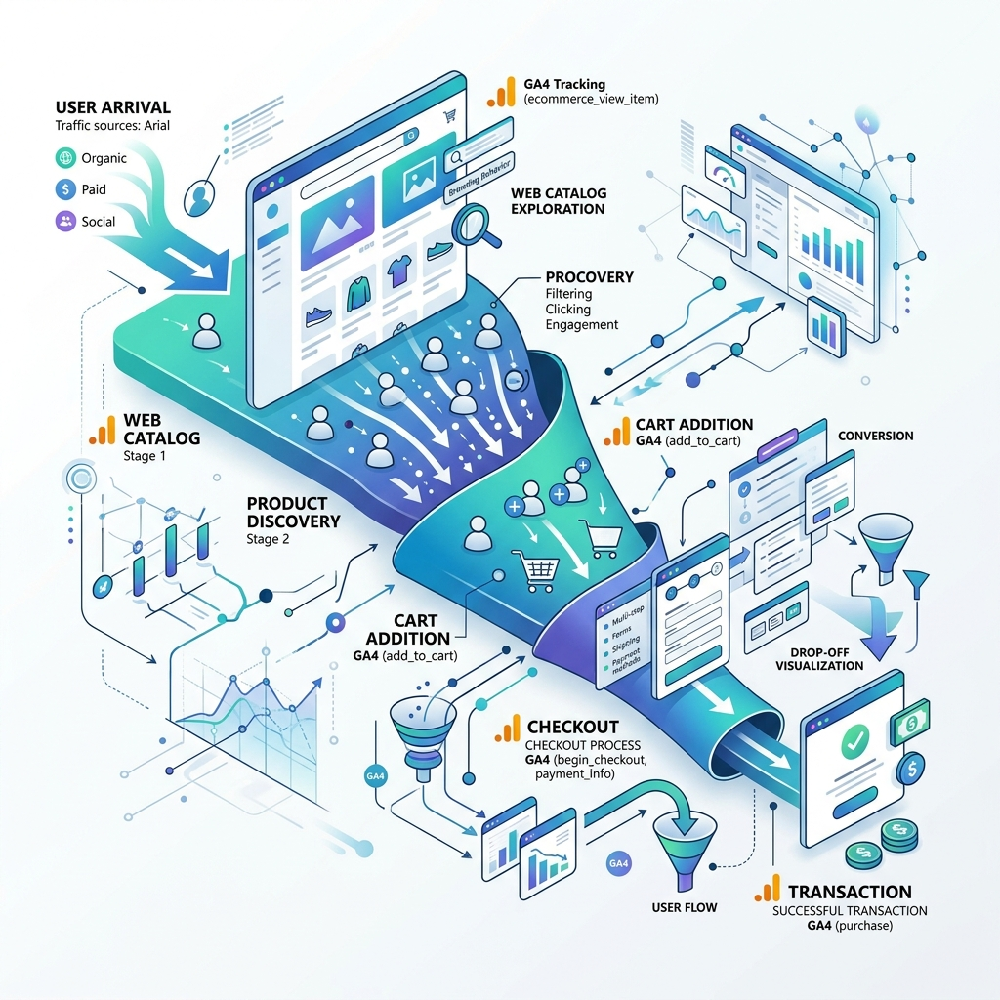 USER ARRIVAL
Traffic sources: Arial
Organic
$ Paid
Social
GA4 Tracking
(ecommerce_view_item)
WEB CATALOG
EXPLORATION
PROCOVERY
Filtering
Clicking
Engagement
WEB
CATALOG
Stage 1
PRODUCT
DISCOVERY
Stage 2
CART ADDITION
GA4 (add_to_cart)
CONVERSION
CART
ADDITION
GA4 (add_to_cart)
Forms
DROP-OFF
VISUALIZATION
CHECKOUT
CHECKOUT PROCESS
GA4 (begin_checkout,
payment_info)
GA4
GA4
USER FLOW
$
$
TRANSACTION
SUCCESSFUL TRANSACTION
GA4 (purchase)